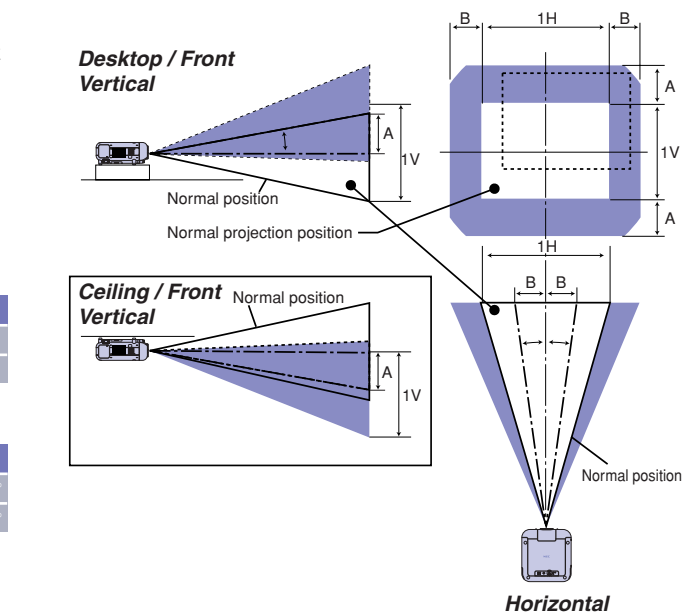 Desktop / Front
Vertical
B
1H
B
A
1V
A
A
1V
Normal position
Normal projection position
1H
B
B
Ceiling / Front
Vertical
Normal position
A
1V
Normal position
Horizontal